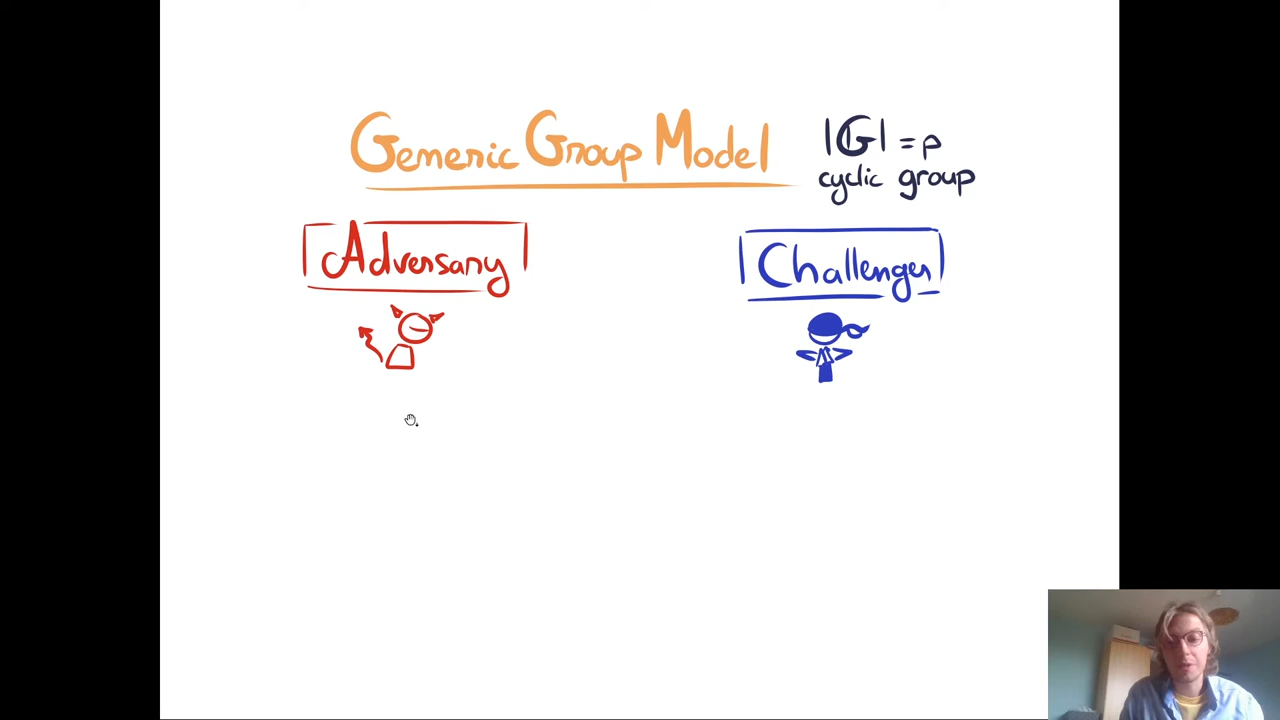 Generic Group Model
|G| = p
cyclic group
Adversary
Challenger